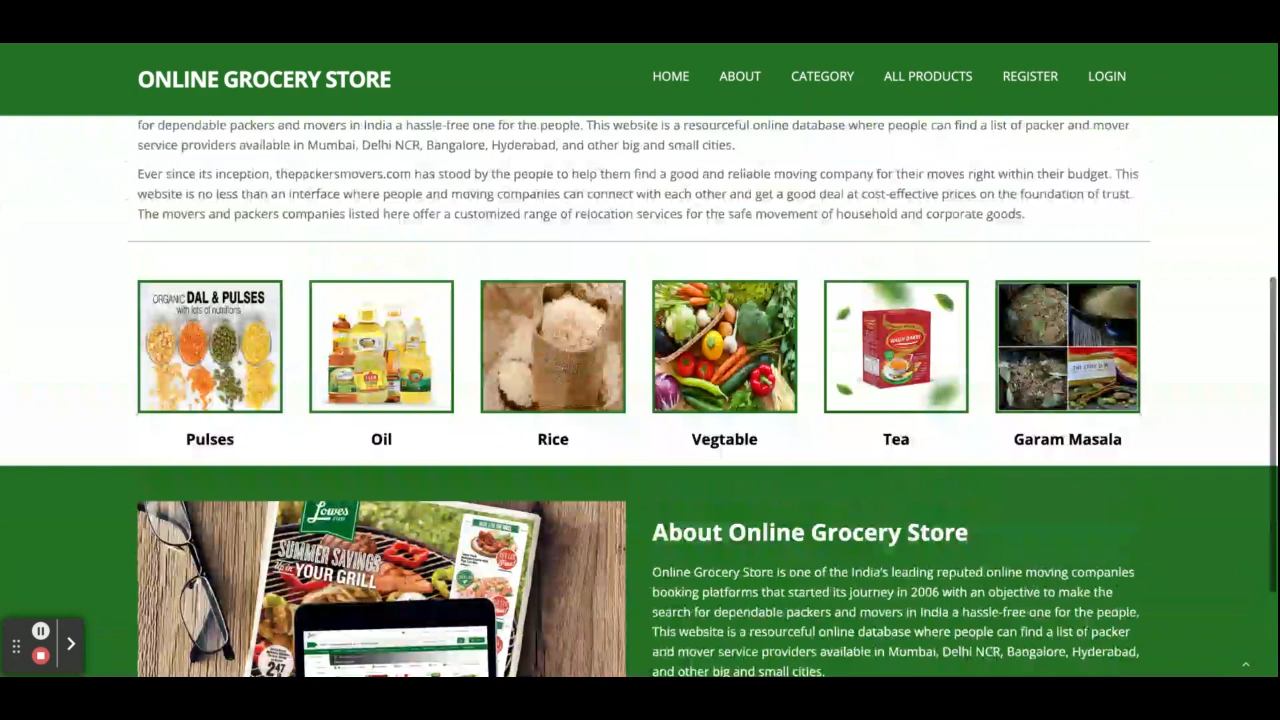 ONLINE GROCERY STORE
HOME ABOUT CATEGORY ALL PRODUCTS REGISTER LOGIN
for dependable packers and movers in India a hassle-free one for the people. This website is a resourceful online database where people can find a list of packer and mover
service providers available in Mumbai, Delhi NCR, Bangalore, Hyderabad, and other big and small cities.
Ever since its inception, thepackersmovers.com has stood by the people to help them find a good and reliable moving company for their moves right within their budget. This
website is no less than an interface where people and moving companies can connect with each other and get a good deal at cost-effective prices on the foundation of trust.
The movers and packers companies listed here offer a customized range of relocation services for the safe movement of household and corporate goods.
ORGANIC DAL & PULSES
with lots of nutritions
WAGH BAKRI
Pulses Oil Rice Vegtable Tea Garam Masala
Lowes
SUMMER SAVINGS
YOUR GRILL
247
About Online Grocery Store
Online Grocery Store is one of the India's leading reputed online moving companies
booking platforms that started its journey in 2006 with an objective to make the
search for dependable packers and movers in India a hassle-free one for the people,
This website is a resourceful online database where people can find a list of packer
and mover service providers available in Mumbai, Delhi NCR, Bangalore, Hyderabad,
and other big and small cities.